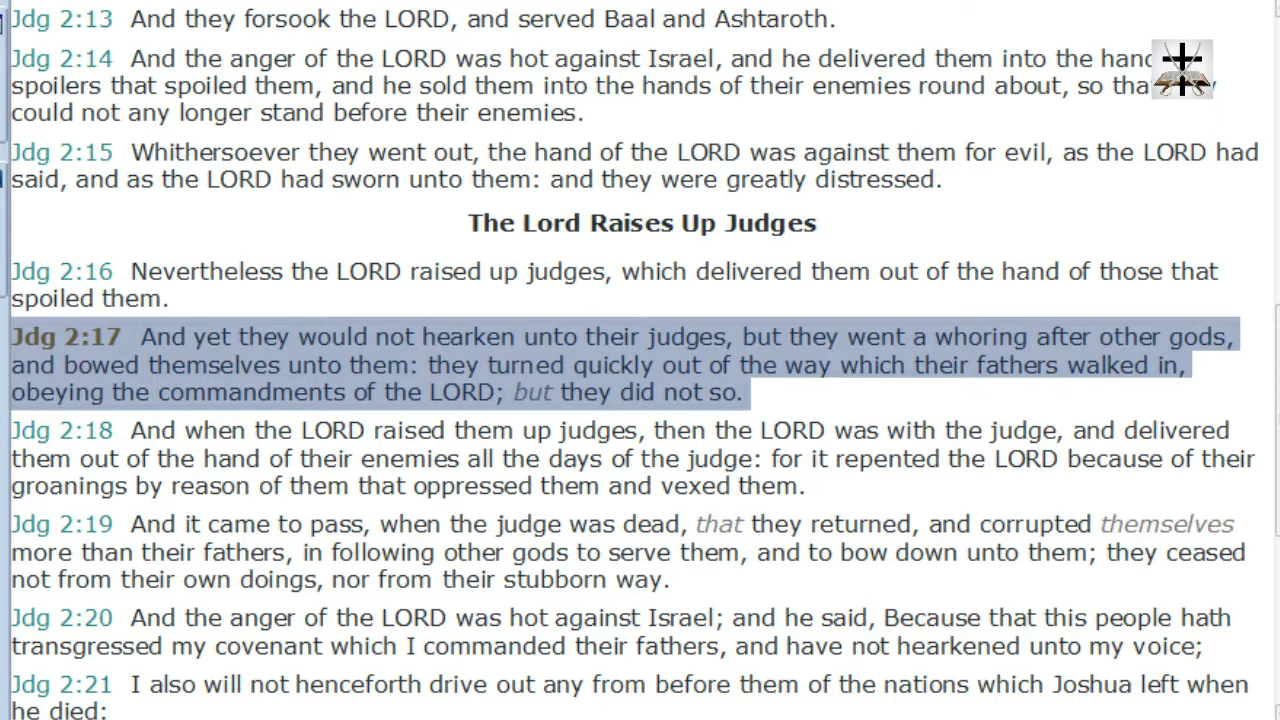 Jdg 2:13 And they forsook the LORD, and served Baal and Ashtaroth.
Jdg 2:14 And the anger of the LORD was hot against Israel, and he delivered them into the
spoilers that spoiled them, and he sold them into the hands of their enemies round about, so
could not any longer stand before their enemies.
Jdg 2:15 Whithersoever they went out, the hand of the LORD was against them for evil, as the LORD had
said, and as the LORD had sworn unto them: and they were greatly distressed.
The Lord Raises Up Judges
Jdg 2:16 Nevertheless the LORD raised up judges, which delivered them out of the hand of those that
spoiled them.
Jdg 2:17 And yet they would not hearken unto their judges, but they went a whoring after other gods,
and bowed themselves unto them: they turned quickly out of the way which their fathers walked in,
obeying the commandments of the LORD; but they did not so.
Jdg 2:18 And when the LORD raised them up judges, then the LORD was with the judge, and delivered
them out of the hand of their enemies all the days of the judge: for it repented the LORD because of their
groanings by reason of them that oppressed them and vexed them.
Jdg 2:19 And it came to pass, when the judge was dead, that they returned, and corrupted themselves
more than their fathers, in following other gods to serve them, and to bow down unto them; they ceased
not from their own doings, nor from their stubborn way.
Jdg 2:20 And the anger of the LORD was hot against Israel; and he said, Because that this people hath
transgressed my covenant which I commanded their fathers, and have not hearkened unto my voice;
Jdg 2:21 I also will not henceforth drive out any from before them of the nations which Joshua left when
he died: